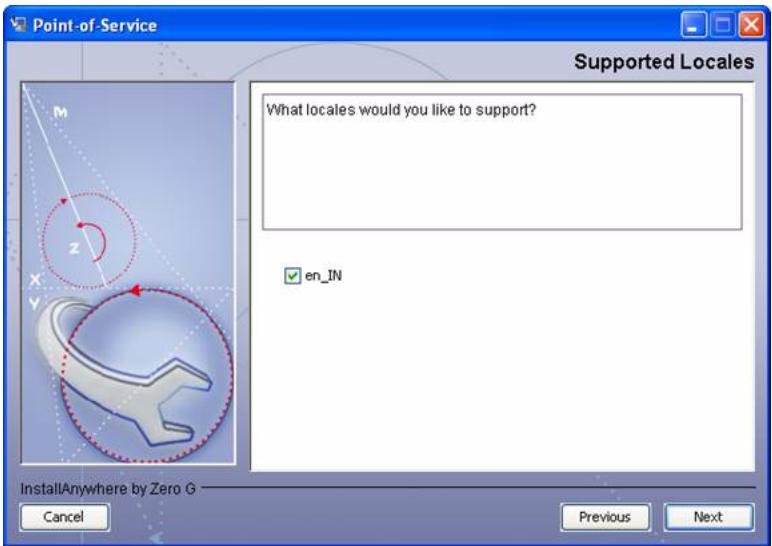 Point-of-Service
Supported Locales
M
Z
X
Y
What locales would you like to support?
en_IN
InstallAnywhere by Zero G
Cancel
Previous
Next